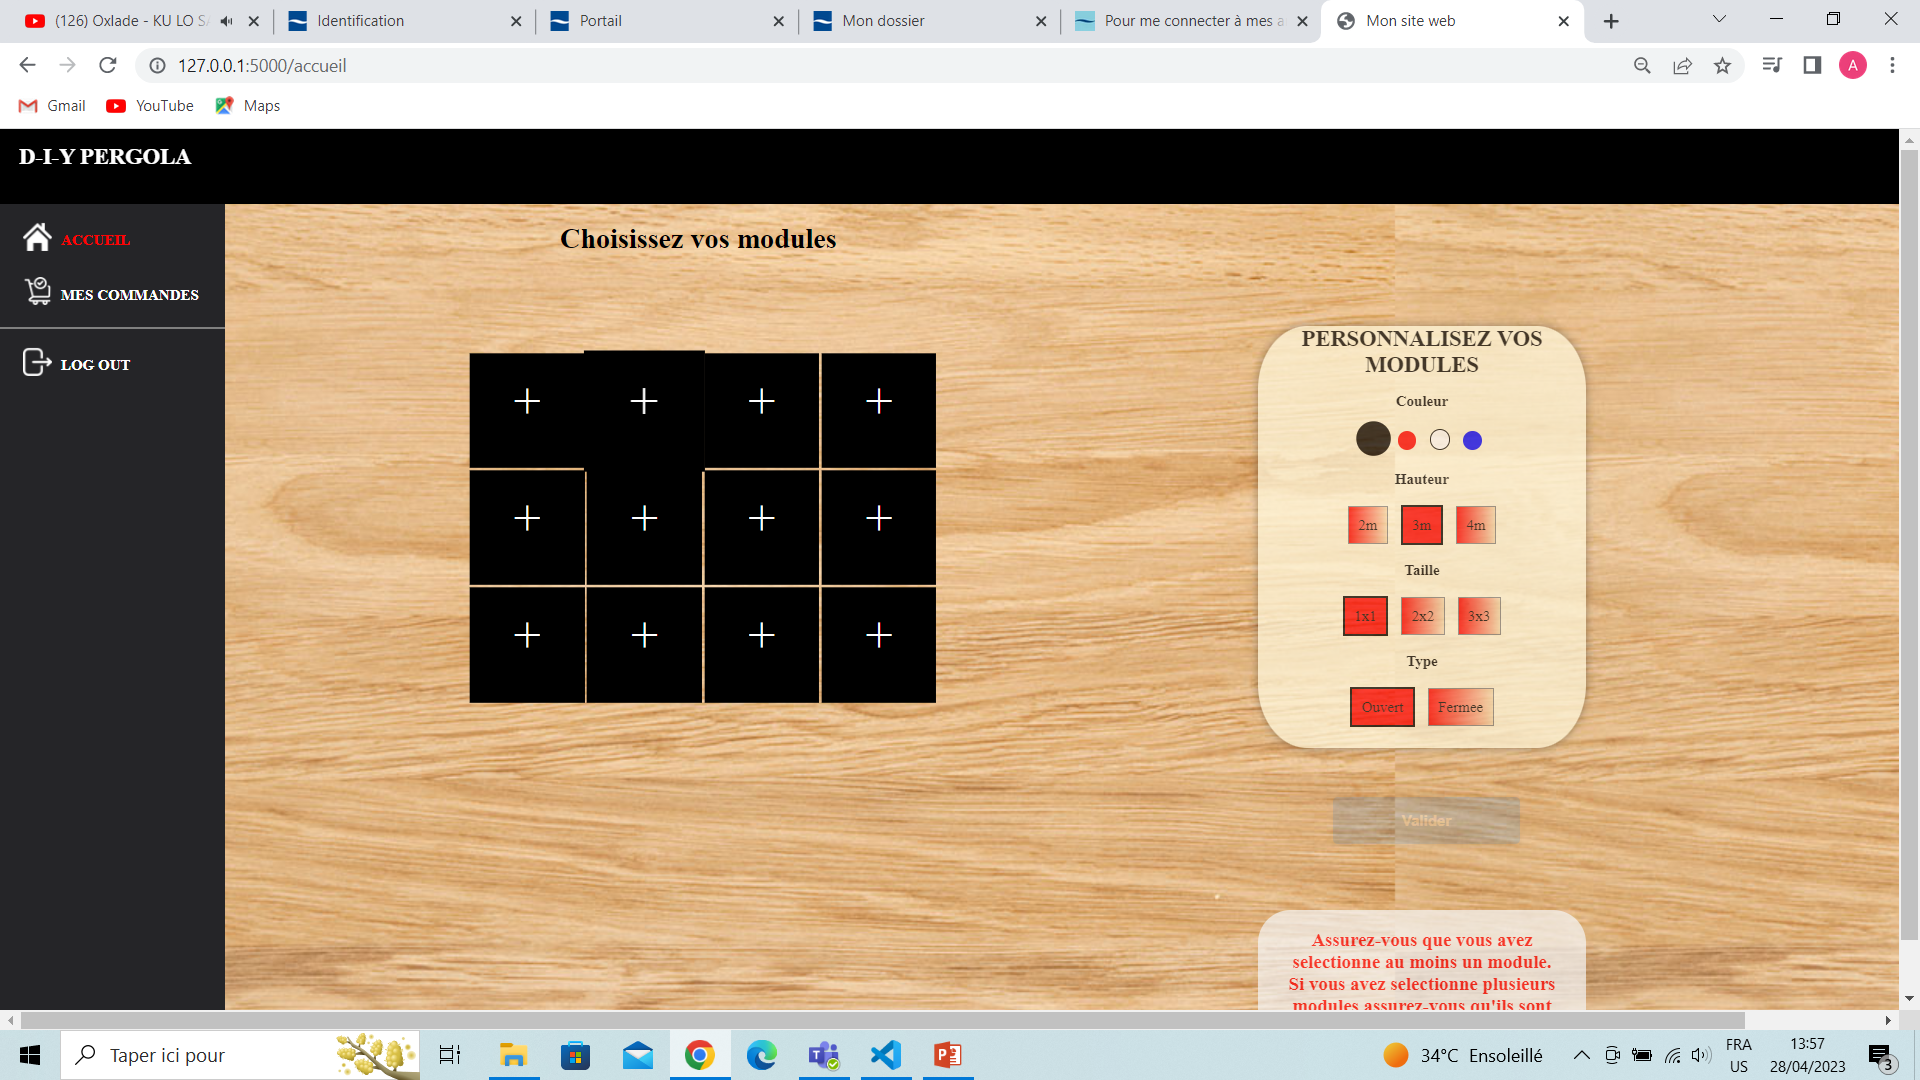 (126) Oxlade - KU LO SA
Identification
Portail
Mon dossier
Pour me connecter à mes a
Mon site web
127.0.0.1:5000/accueil
A
Gmail
YouTube
Maps
D-I-Y PERGOLA
ACCUEIL
MES COMMANDES
LOG OUT
Choisissez vos modules
PERSONNALISEZ VOS
MODULES
Couleur
Hauteur
2m 3m 4m
Taille
1x1 2x2 3x3
Type
Ouvert Fermee
Valider
Assurez-vous que vous avez
selectionne au moins un module.
Si vous avez selectionne plusieurs
modules assurez-vous qu'ils sont
Taper ici pour
34°C Ensoleillé
FRA
US
13:57
28/04/2023
3